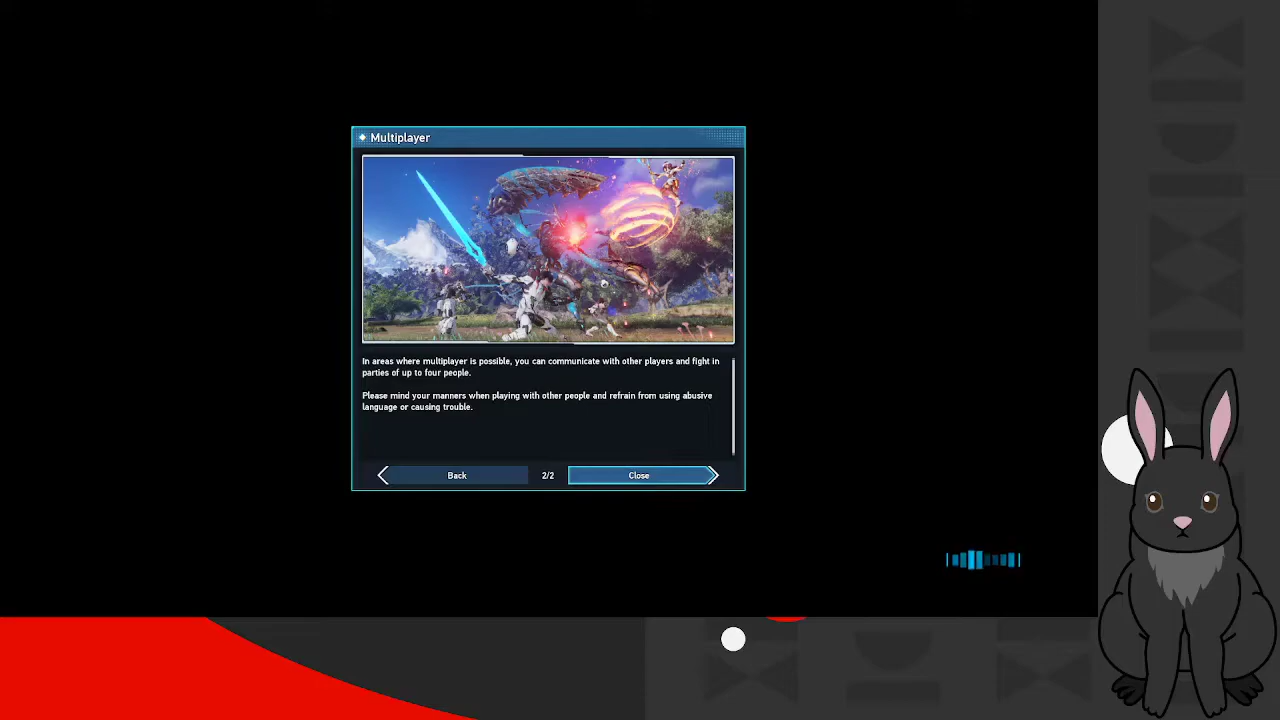 Multiplayer
In areas where multiplayer is possible, you can communicate with other players and fight in
parties of up to four people.
Please mind your manners when playing with other people and refrain from using abusive
language or causing trouble.
Back
2/2
Close